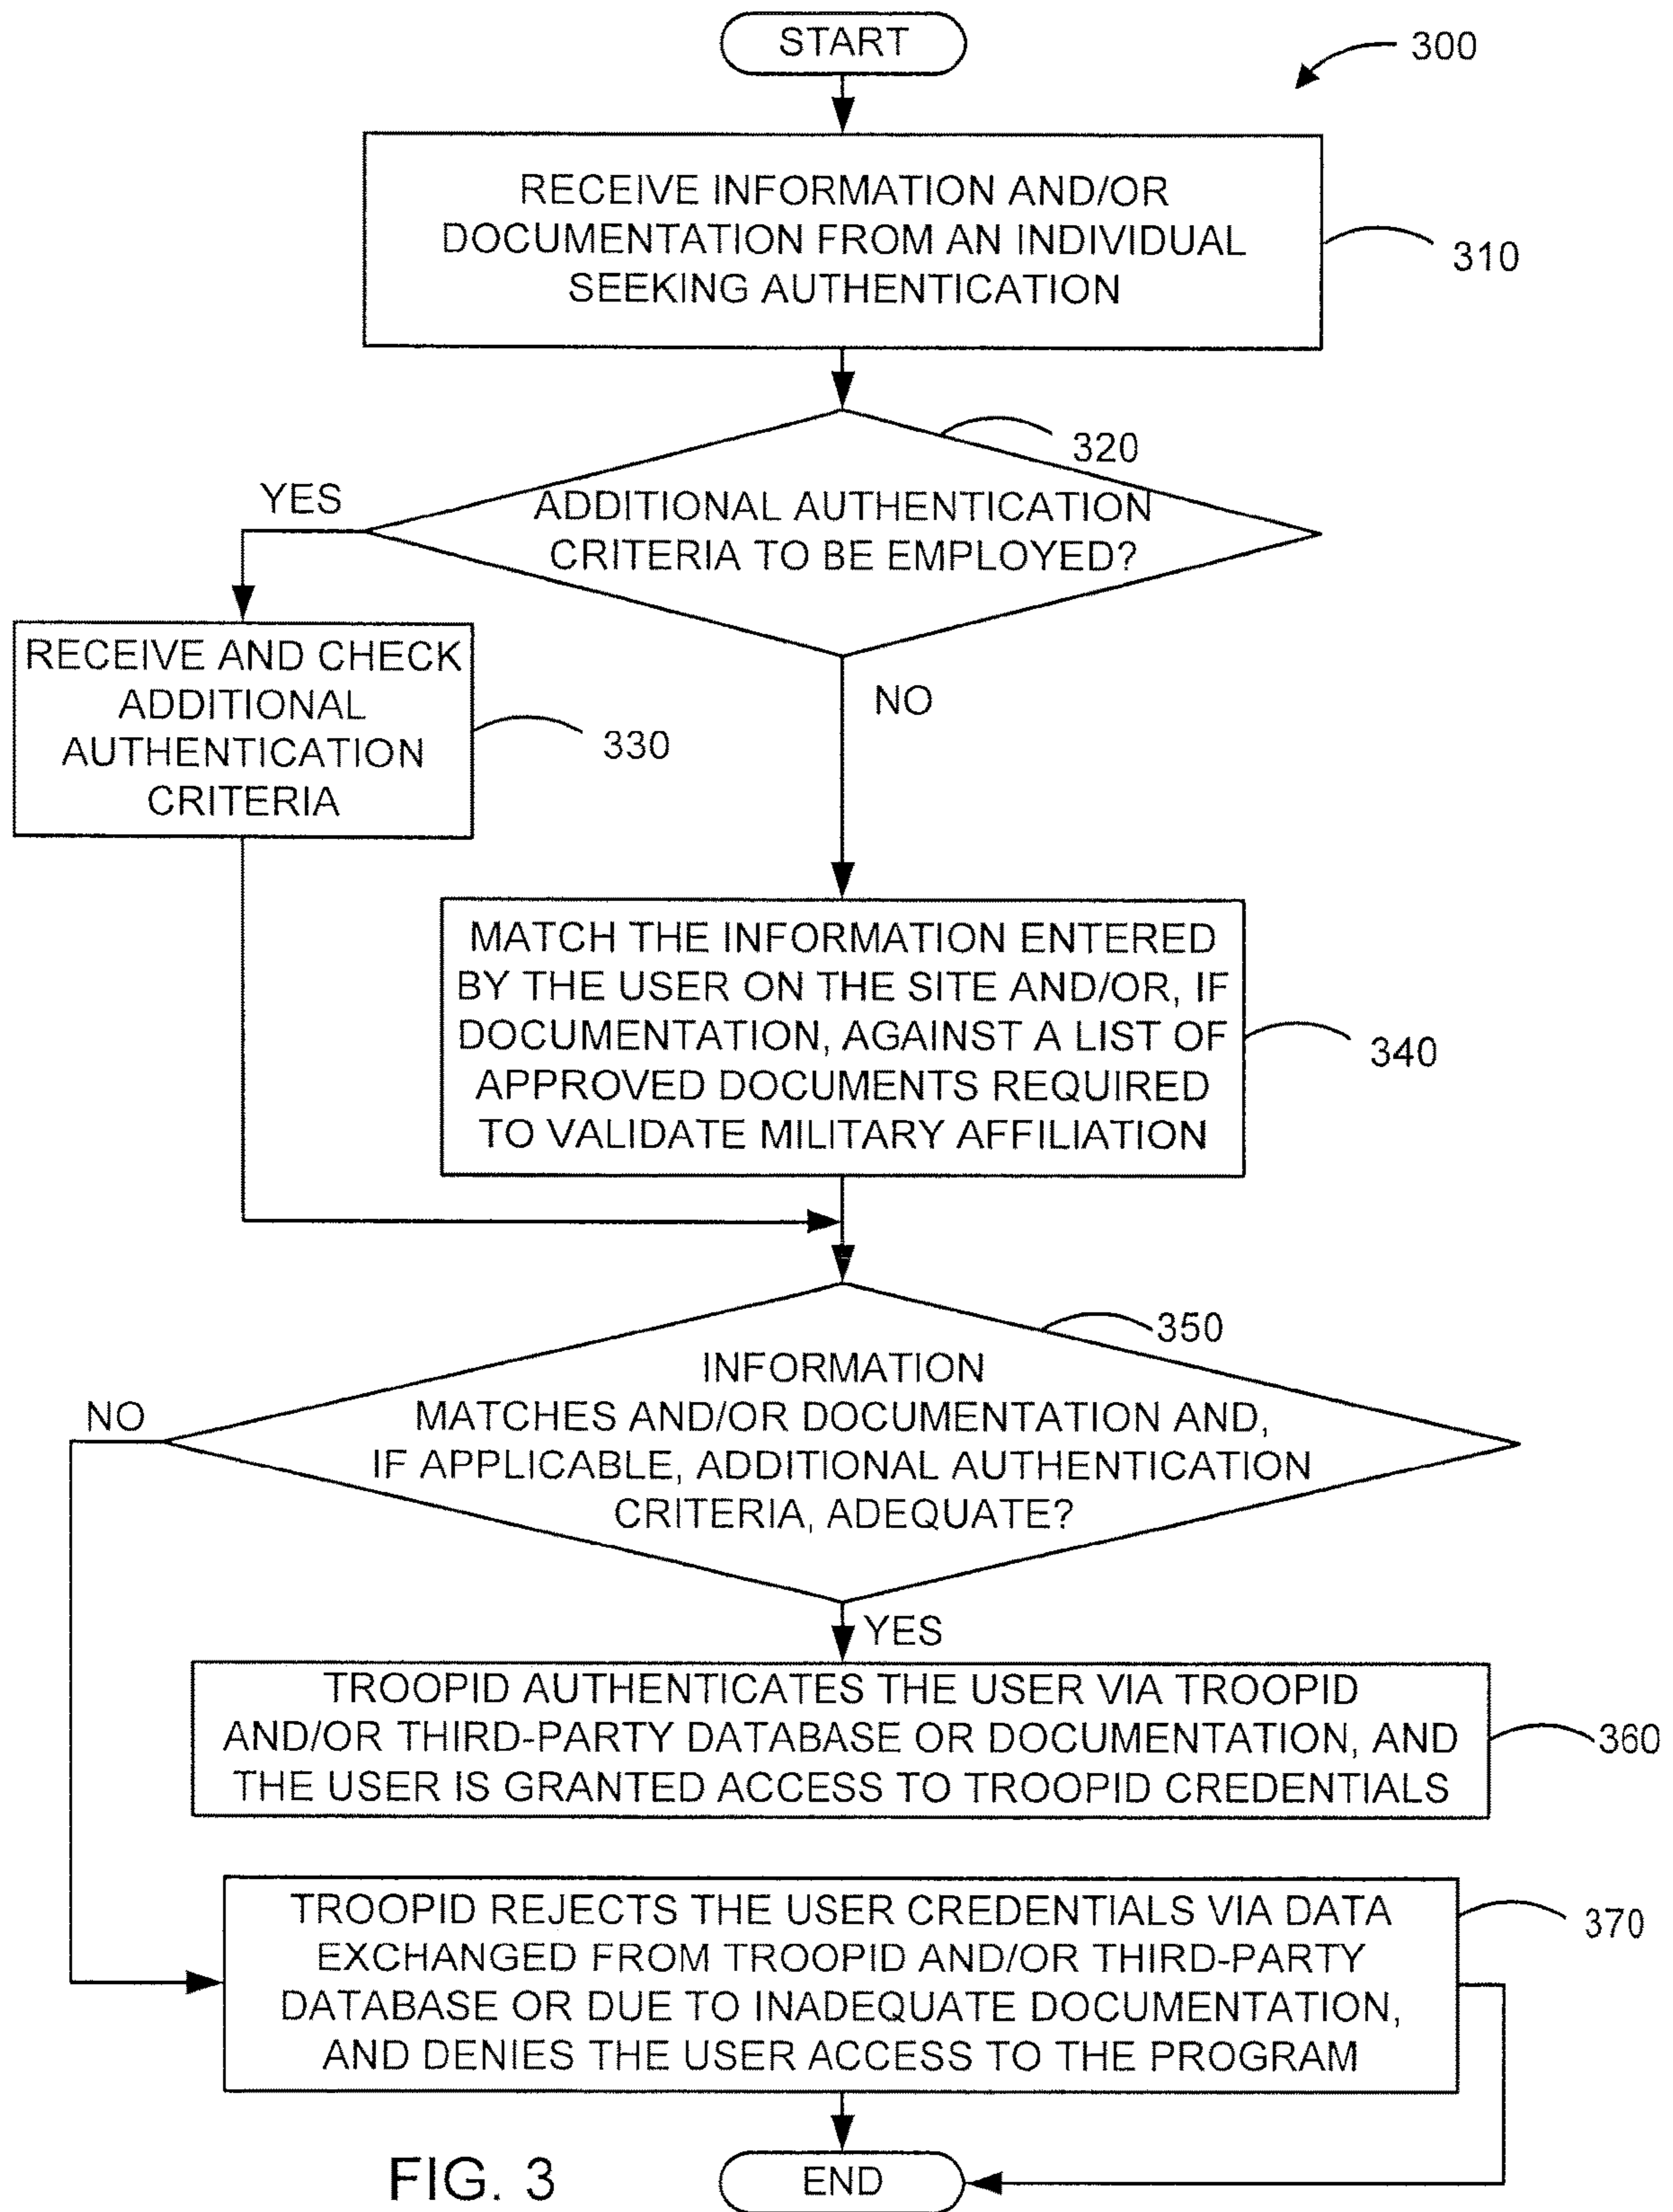 START
300
RECEIVE INFORMATION AND/OR
DOCUMENTATION FROM AN INDIVIDUAL
SEEKING AUTHENTICATION
310
320
ADDITIONAL AUTHENTICATION
CRITERIA TO BE EMPLOYED?
YES
NO
RECEIVE AND CHECK
ADDITIONAL
AUTHENTICATION
CRITERIA
330
MATCH THE INFORMATION ENTERED
BY THE USER ON THE SITE AND/OR, IF
DOCUMENTATION, AGAINST A LIST OF
APPROVED DOCUMENTS REQUIRED
TO VALIDATE MILITARY AFFILIATION
340
350
INFORMATION
MATCHES AND/OR DOCUMENTATION AND,
IF APPLICABLE, ADDITIONAL AUTHENTICATION
CRITERIA, ADEQUATE?
NO
YES
TROOPID AUTHENTICATES THE USER VIA TROOPID
AND/OR THIRD-PARTY DATABASE OR DOCUMENTATION, AND
THE USER IS GRANTED ACCESS TO TROOPID CREDENTIALS
360
TROOPID REJECTS THE USER CREDENTIALS VIA DATA
EXCHANGED FROM TROOPID AND/OR THIRD-PARTY
DATABASE OR DUE TO INADEQUATE DOCUMENTATION,
AND DENIES THE USER ACCESS TO THE PROGRAM
370
END
FIG. 3